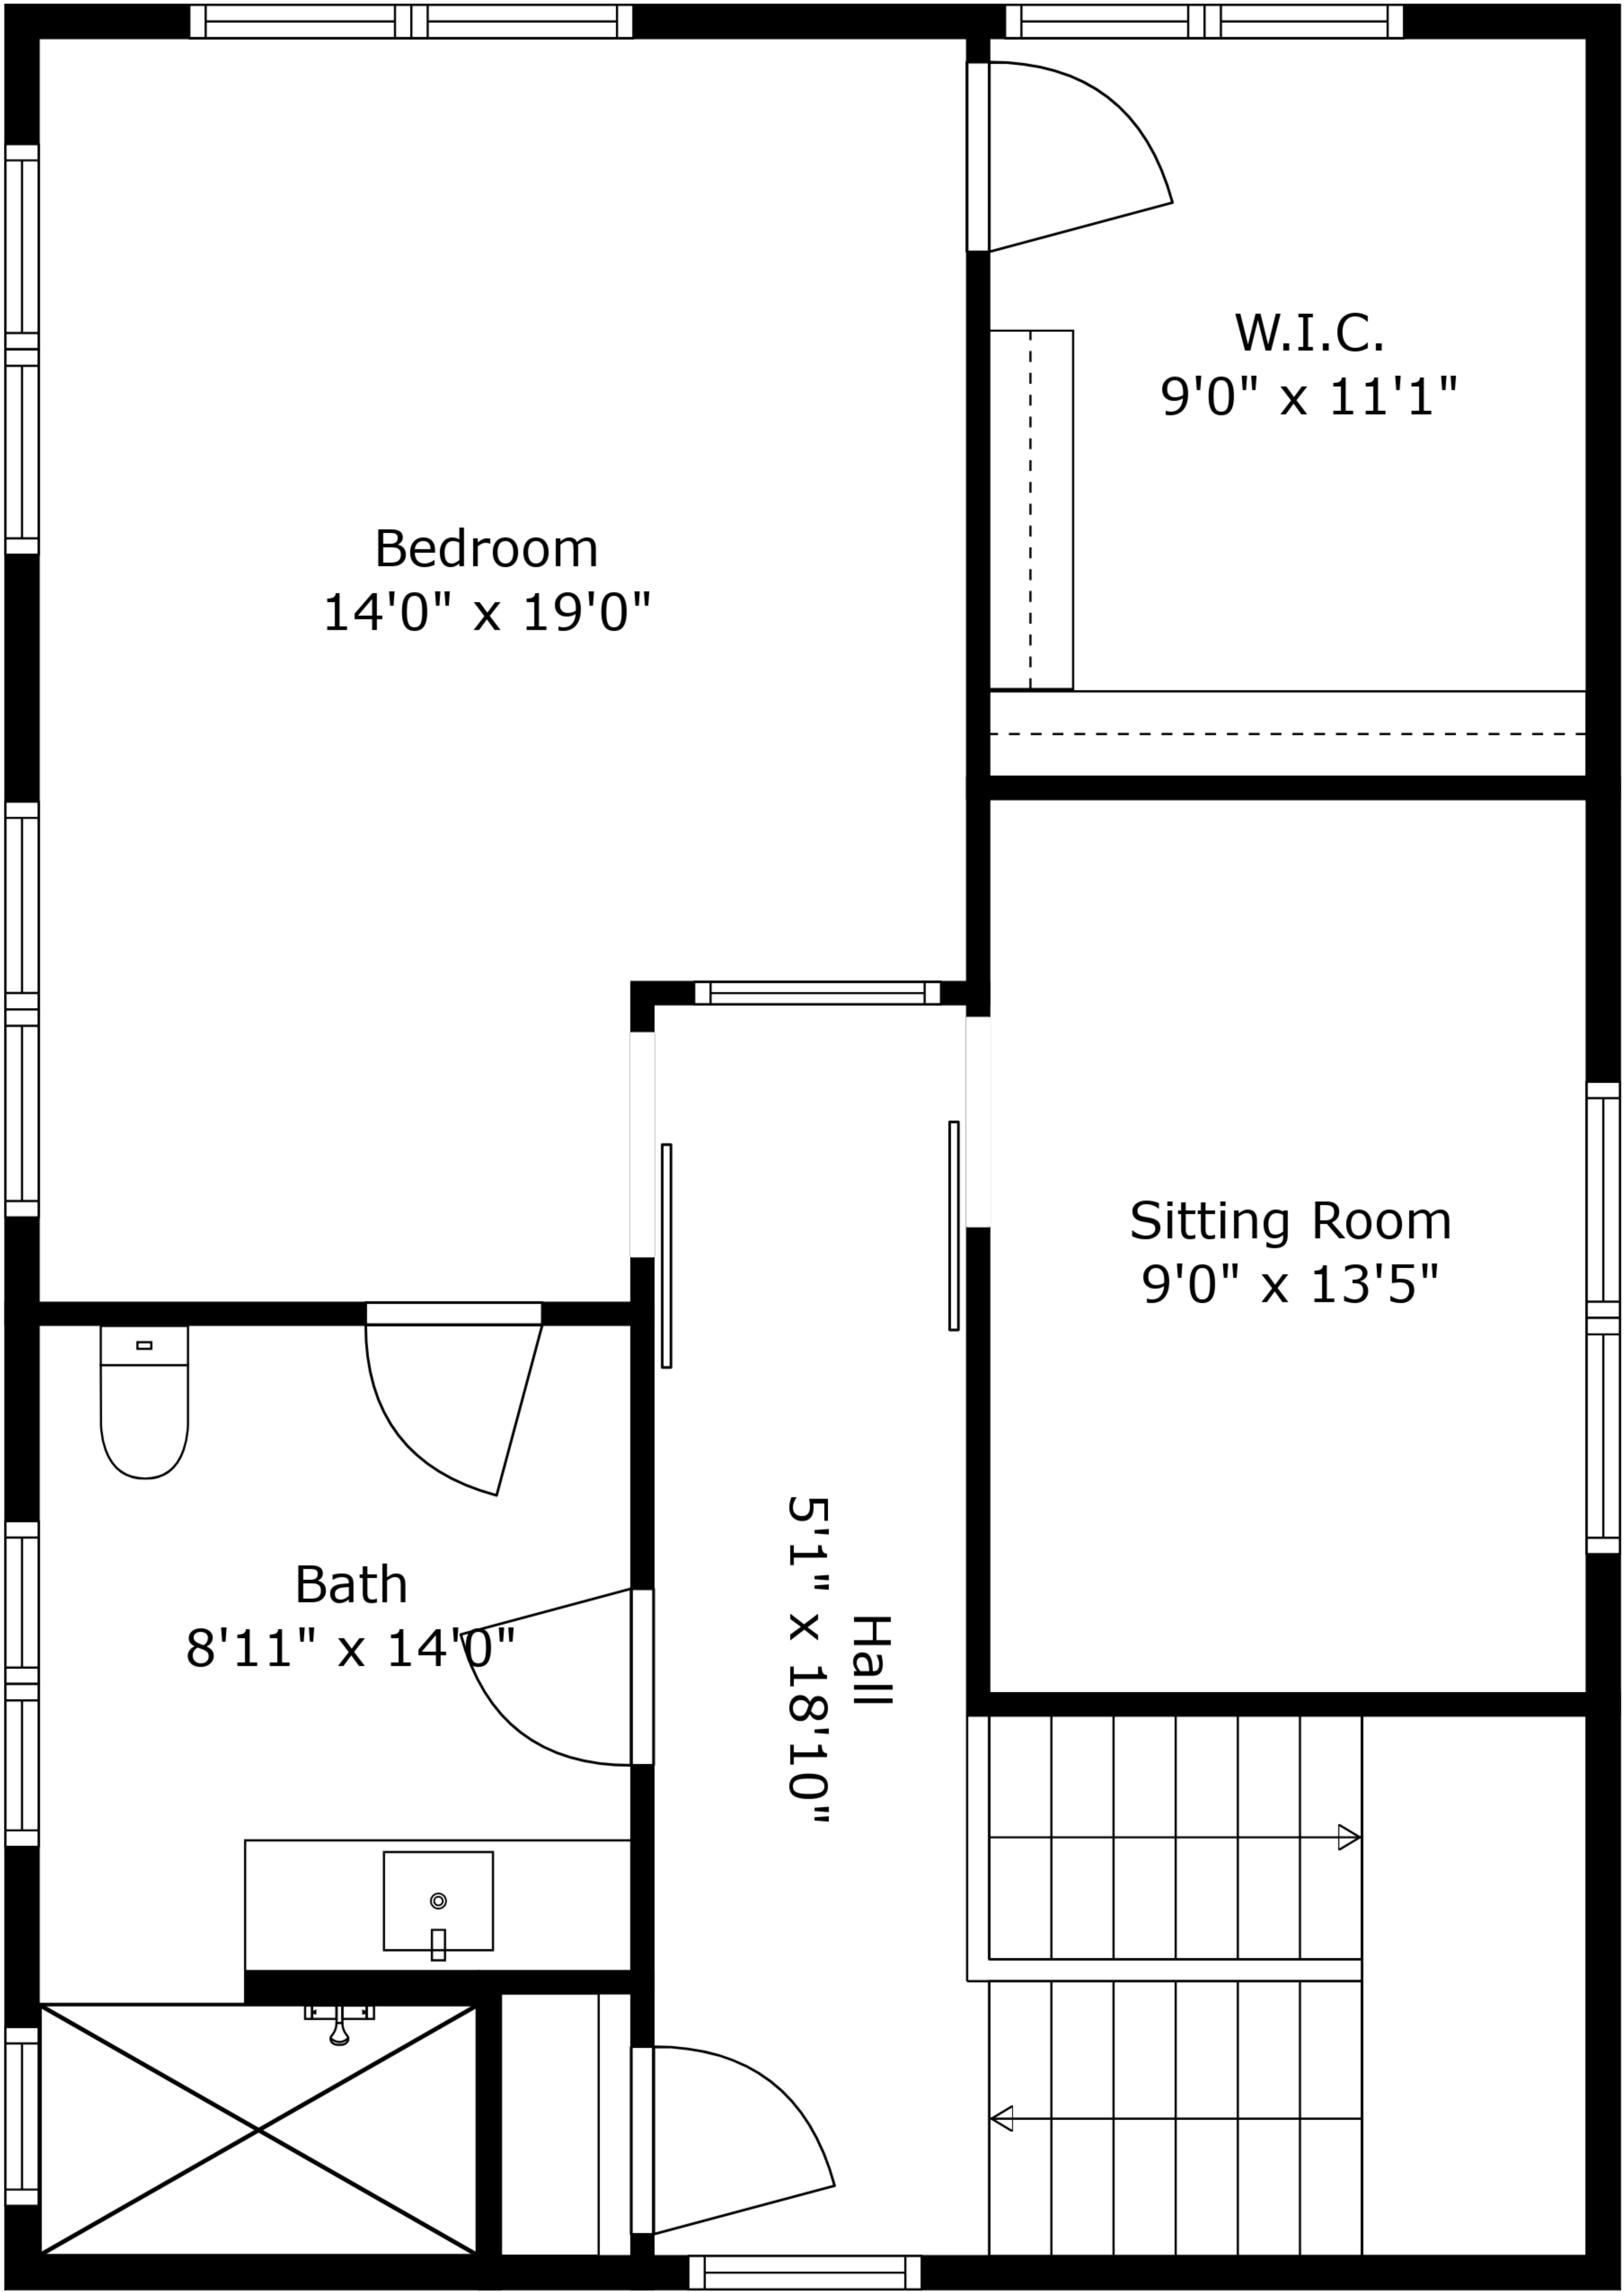 W.I.C.
9'0" x 11'1"
Bedroom
14'0" x 19'0"
Sitting Room
9'0" x 13'5"
Bath
8'11" x 14'0"
Hall
5'1" x 18'10"